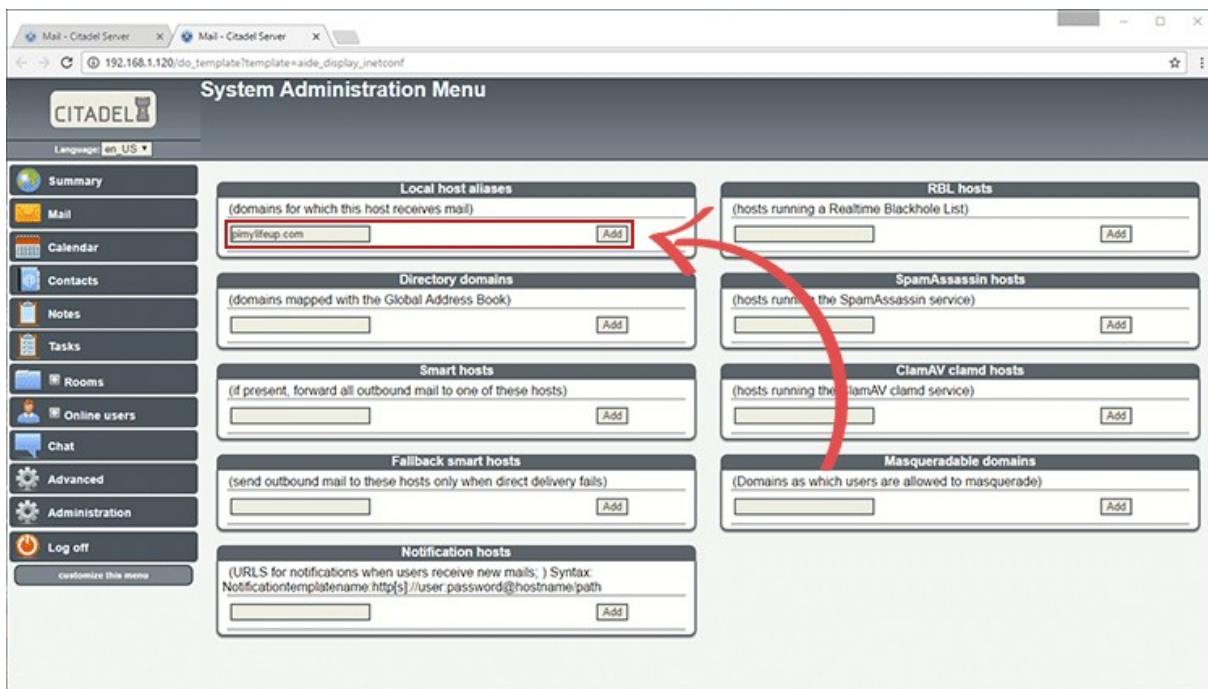 Mail - Citadel Server
Mail - Citadel Server
192.168.1.120/do_template?template=aide_display_inetconf
CITADEL
Language: en_US
System Administration Menu
Summary
Mail
Calendar
Contacts
Notes
Tasks
Rooms
Online users
Chat
Advanced
Administration
Log off
customize this menu
Local host aliases
(domains for which this host receives mail)
pimylifeup.com Add
Directory domains
(domains mapped with the Global Address Book)
Add
Smart hosts
(if present, forward all outbound mail to one of these hosts)
Add
Fallback smart hosts
(send outbound mail to these hosts only when direct delivery fails)
Add
Notification hosts
(URLS for notifications when users receive new mails; ) Syntax:
Notificationtemplatename:http[s]://user:password@hostname/path
Add
RBL hosts
(hosts running a Realtime Blackhole List)
Add
SpamAssassin hosts
(hosts running the SpamAssassin service)
Add
ClamAV clamd hosts
(hosts running the ClamAV clamd service)
Add
Masqueradable domains
(Domains as which users are allowed to masquerade)
Add